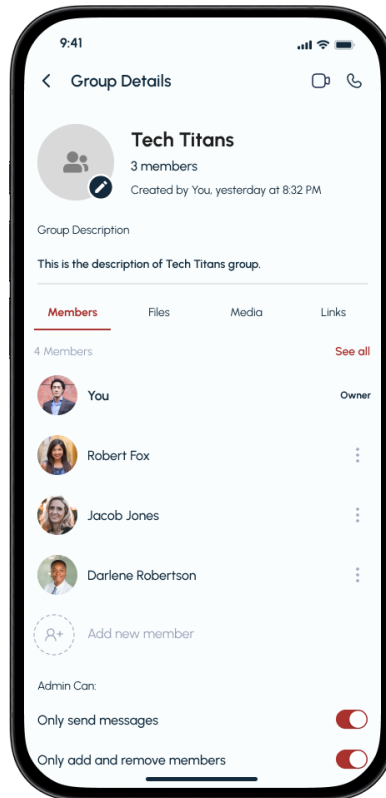 9:41
Group Details
Tech Titans
3 members
Created by You, yesterday at 8:32 PM
Group Description
This is the description of Tech Titans group.
Members Files Media Links
4 Members See all
You Owner
Robert Fox
Jacob Jones
Darlene Robertson
Add new member
Admin Can:
Only send messages
Only add and remove members